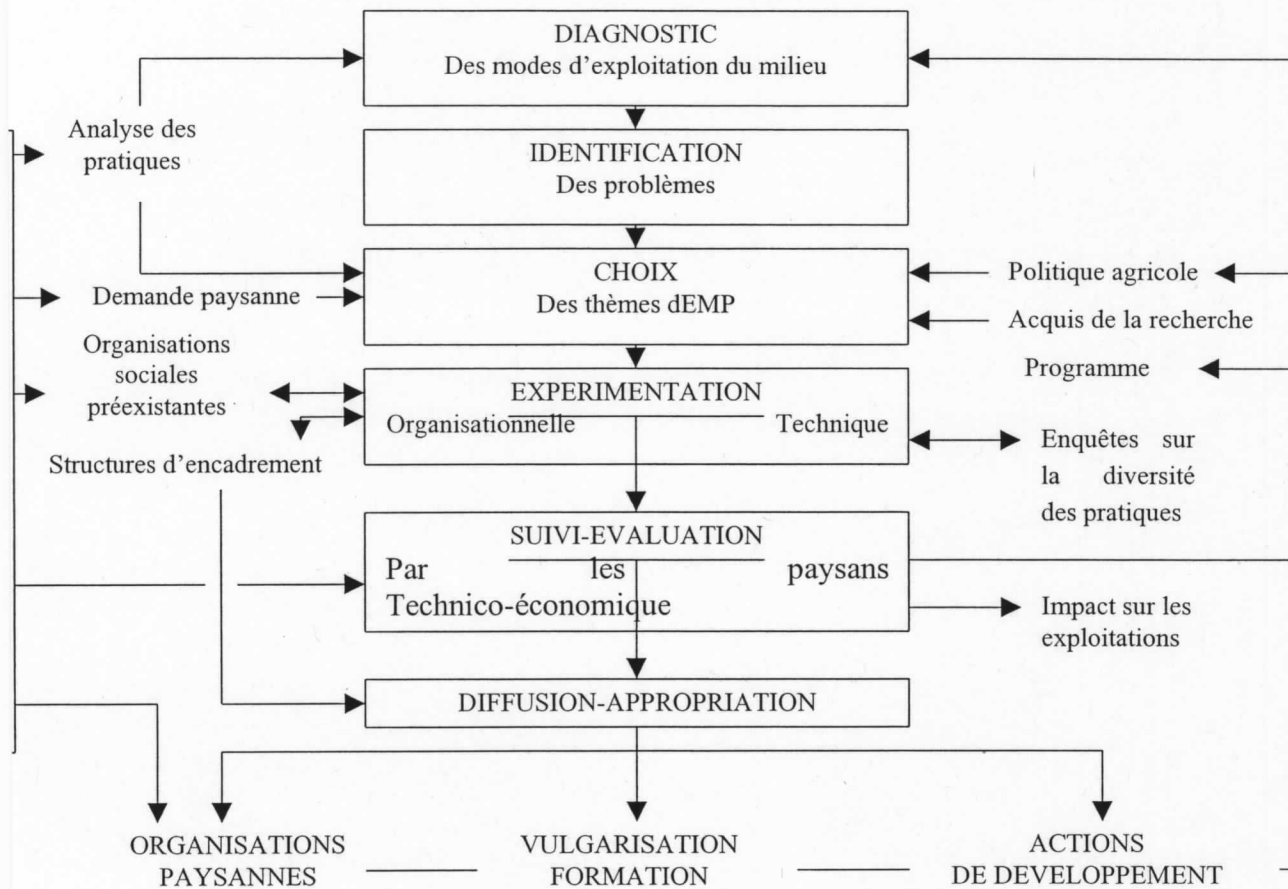 DIAGNOSTIC
Des modes d'exploitation du milieu
Analyse des
pratiques
IDENTIFICATION
Des problèmes
CHOIX
Des thèmes dEMP
Demande paysanne
Politique agricole
Acquis de la recherche
Organisations
sociales
préexistantes
Programme
EXPERIMENTATION
Organisationnelle Technique
Structures d'encadrement
Enquêtes sur
la diversité
des pratiques
SUIVI-EVALUATION
Par les paysans
Technico-économique
Impact sur les
exploitations
DIFFUSION-APPROPRIATION
ORGANISATIONS
PAYSANNES
VULGARISATION
FORMATION
ACTIONS
DE DEVELOPPEMENT